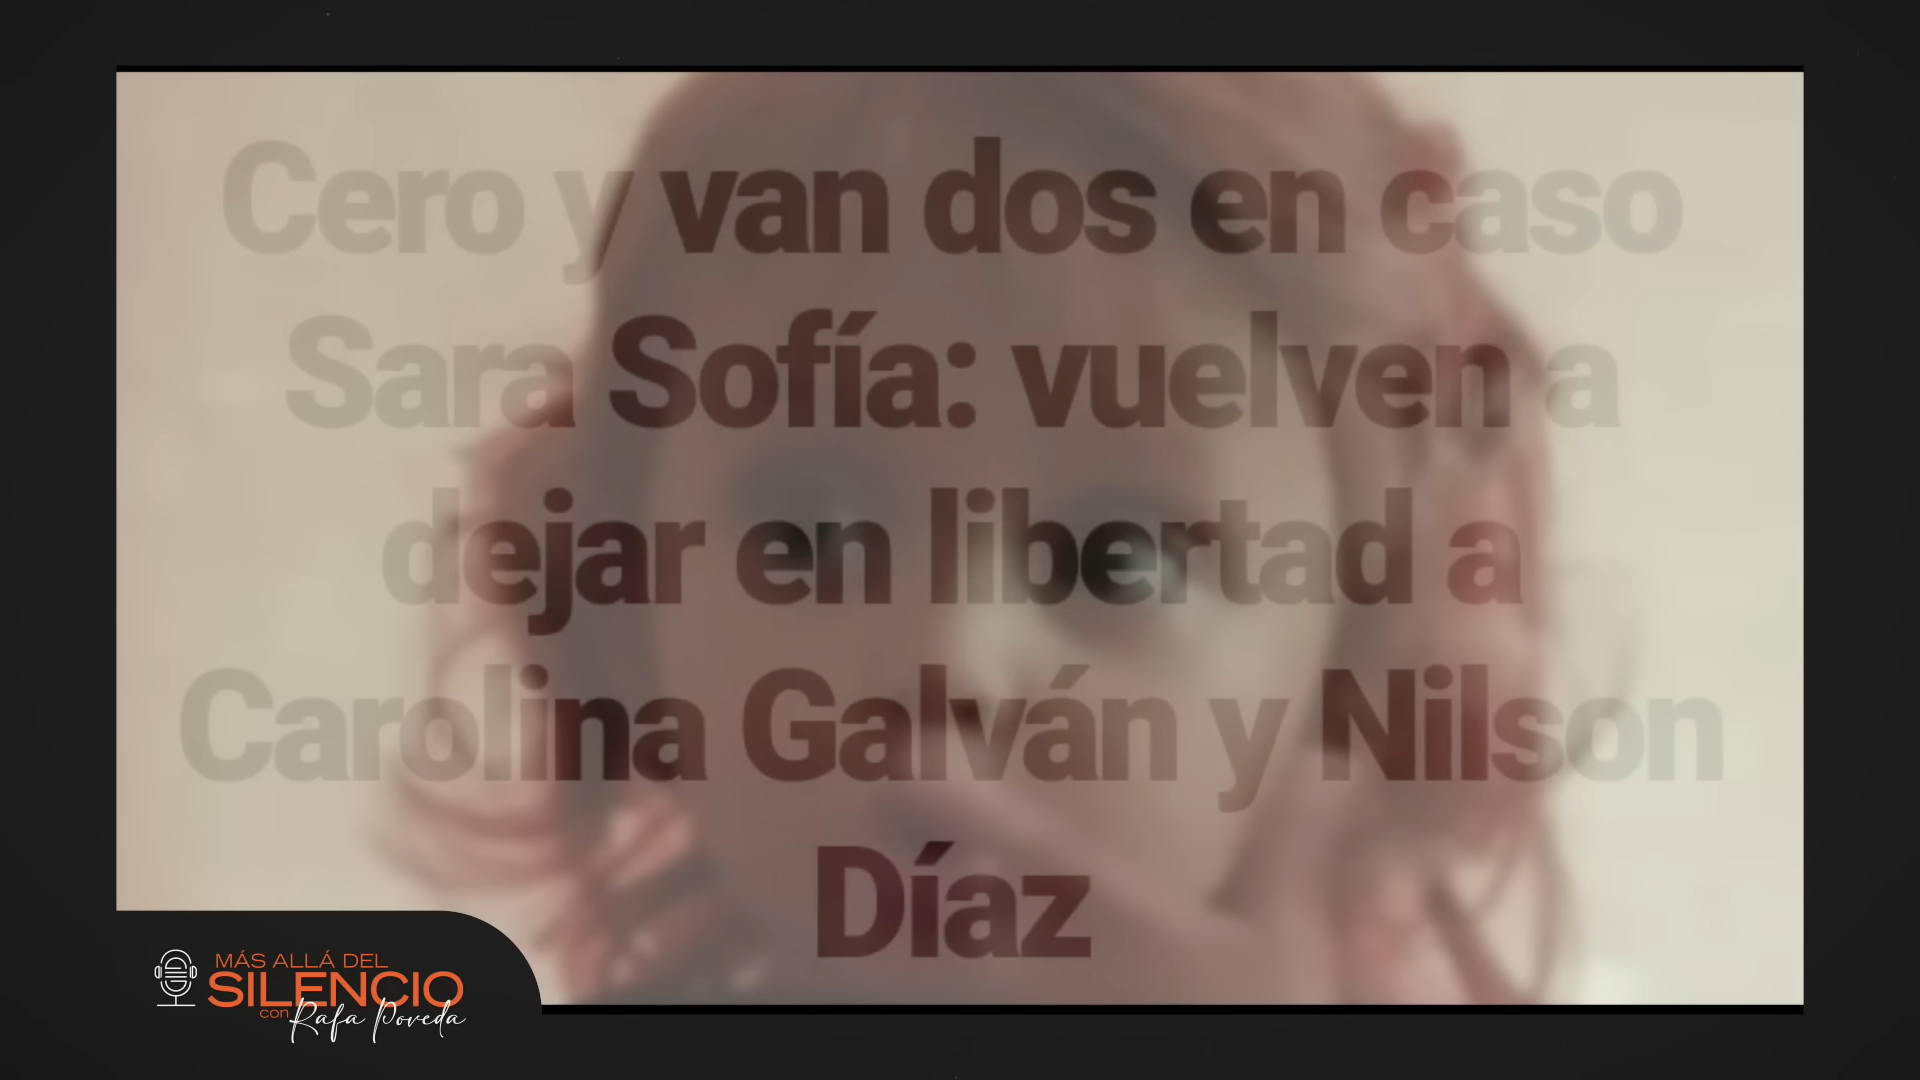 Cero y van dos en caso
Sara Sofía: vuelven a
dejar en libertad a
Carolina Galván y Nilson
Díaz
MÁS ALLÁ DEL
SILENCIO
con Rafa Poveda